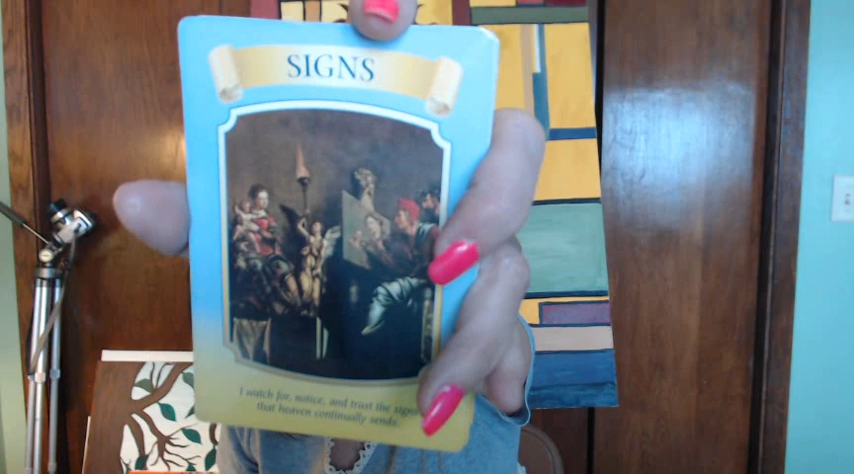 SIGNS
I watch for, notice, and trust the signs
that heaven continually sends.